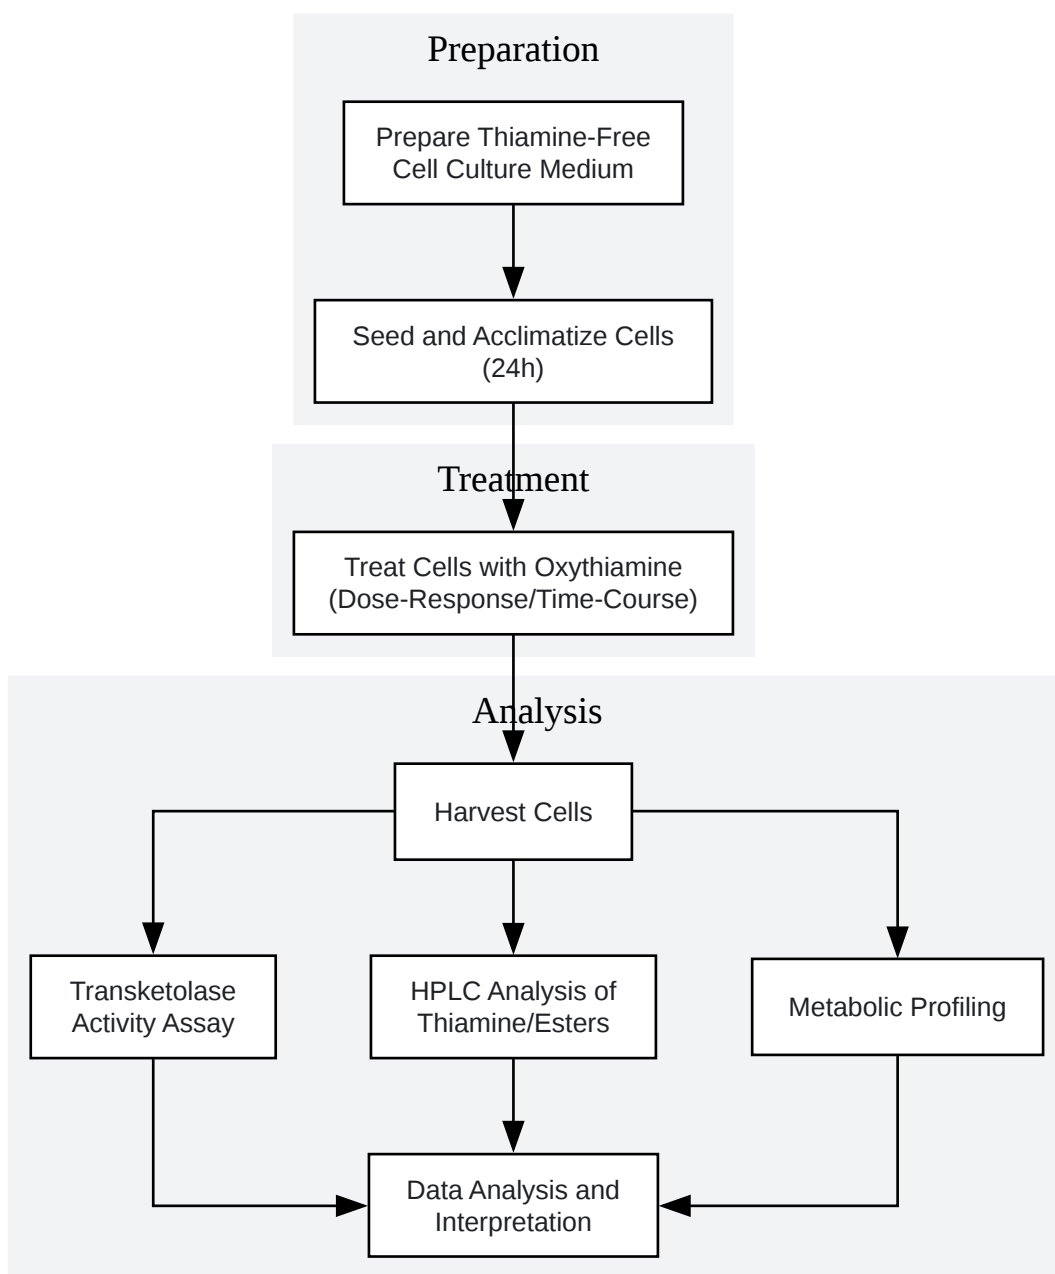 Preparation
Prepare Thiamine-Free
Cell Culture Medium
Seed and Acclimatize Cells
(24h)
Treatment
Treat Cells with Oxythiamine
(Dose-Response/Time-Course)
Analysis
Harvest Cells
Transketolase
Activity Assay
HPLC Analysis of
Thiamine/Esters
Metabolic Profiling
Data Analysis and
Interpretation